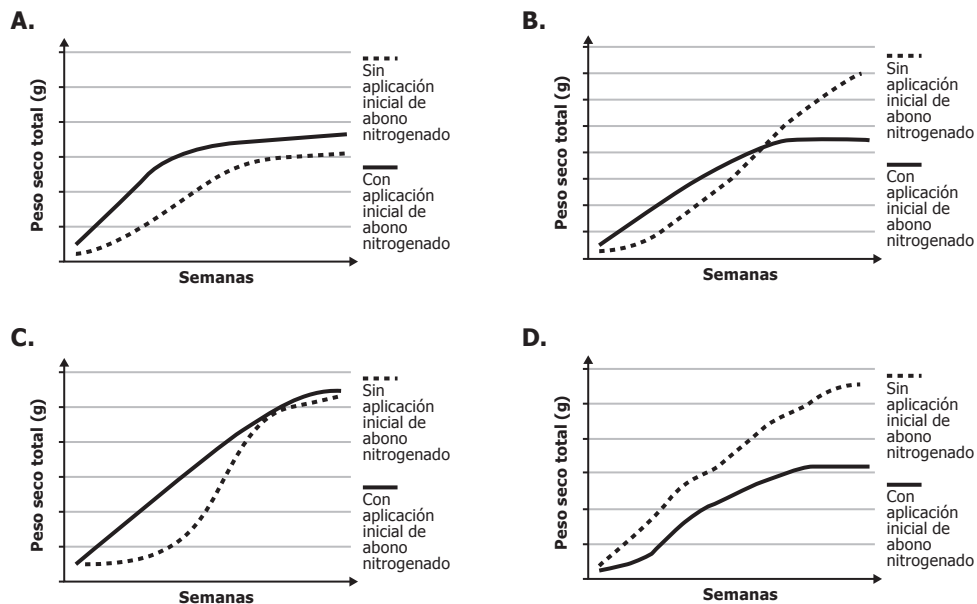 A.
Peso seco total (g)
Semanas
Sin
aplicación
inicial de
abono
nitrogenado
Con
aplicación
inicial de
abono
nitrogenado
B.
Peso seco total (g)
Semanas
Sin
aplicación
inicial de
abono
nitrogenado
Con
aplicación
inicial de
abono
nitrogenado
C.
Peso seco total (g)
Semanas
Sin
aplicación
inicial de
abono
nitrogenado
Con
aplicación
inicial de
abono
nitrogenado
D.
Peso seco total (g)
Semanas
Sin
aplicación
inicial de
abono
nitrogenado
Con
aplicación
inicial de
abono
nitrogenado